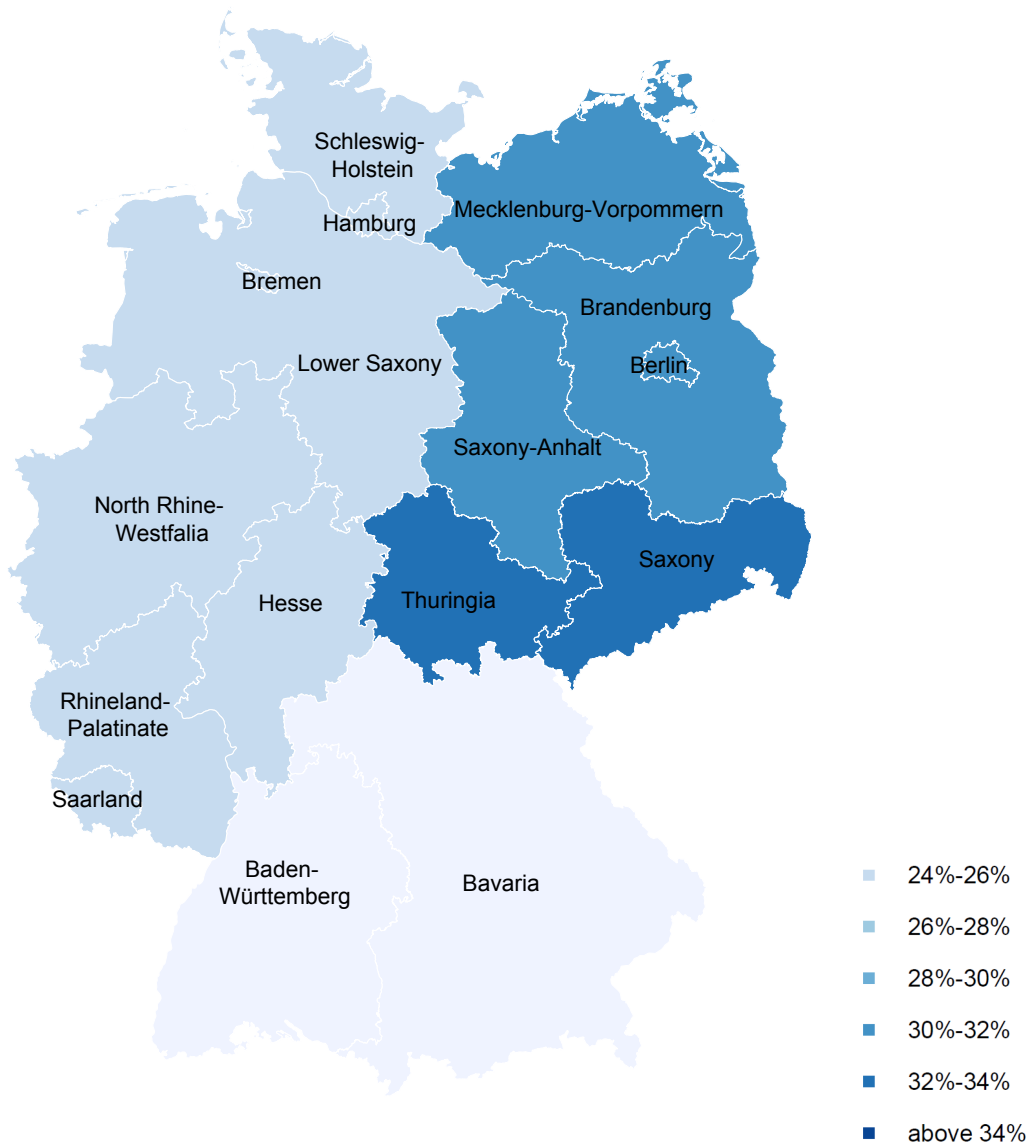 Schleswig-
Holstein
Mecklenburg-Vorpommern
Hamburg
Bremen
Brandenburg
Lower Saxony
Berlin
Saxony-Anhalt
North Rhine-
Westfalia
Saxony
Hesse
Thuringia
Rhineland-
Palatinate
Saarland
Baden-
Württemberg
Bavaria
24%-26%
26%-28%
28%-30%
30%-32%
32%-34%
above 34%